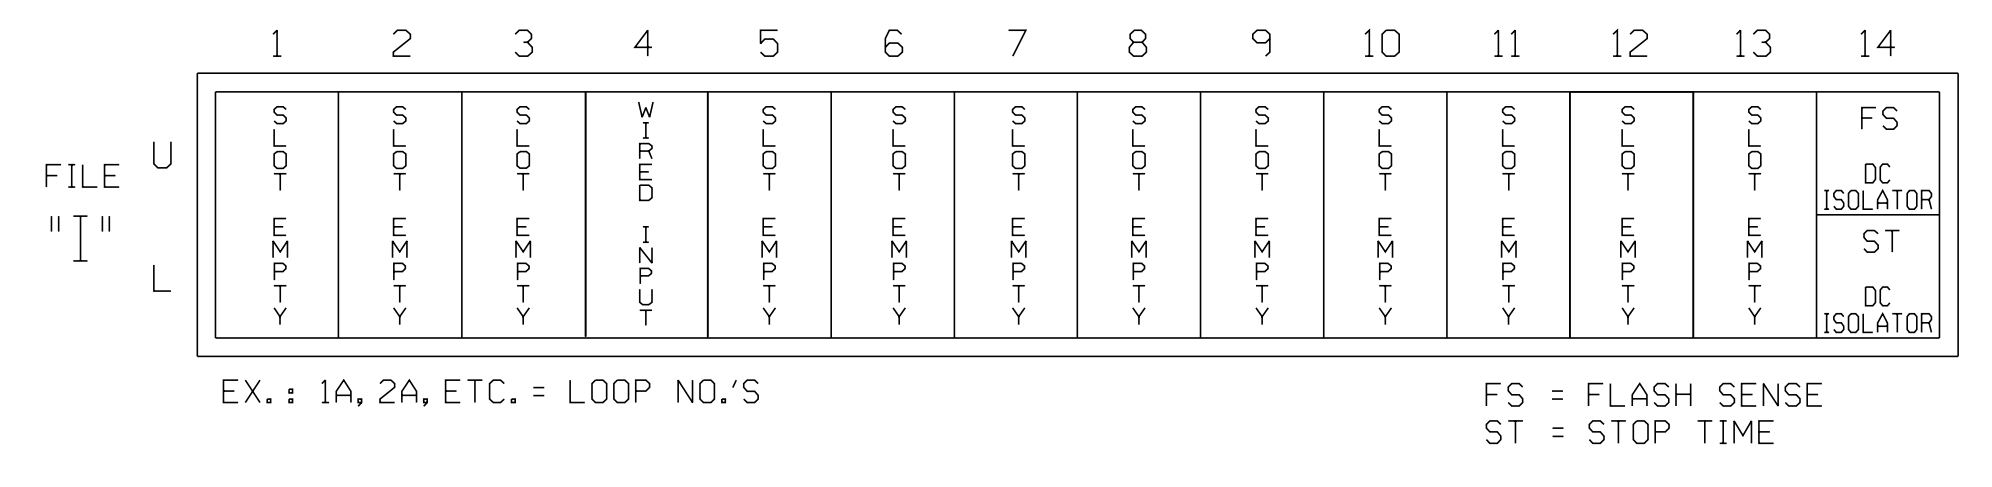 1 2 3 4 5 6 7 8 9 10 11 12 13 14
FILE
"I"
U
L
SLOT EMPTY
SLOT EMPTY
SLOT EMPTY
WIRED INPUT
SLOT EMPTY
SLOT EMPTY
SLOT EMPTY
SLOT EMPTY
SLOT EMPTY
SLOT EMPTY
SLOT EMPTY
SLOT EMPTY
SLOT EMPTY
FS
DC
ISOLATOR
ST
DC
ISOLATOR
EX.: 1A, 2A, ETC. = LOOP NO.'S
FS = FLASH SENSE
ST = STOP TIME